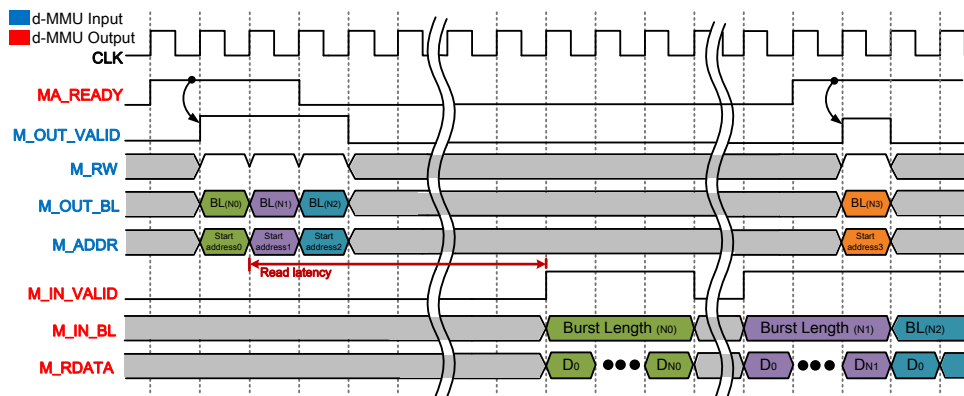 d-MMU Input
d-MMU Output
CLK
MA_READY
M_OUT_VALID
M_RW
M_OUT_BL BL(N0) BL(N1) BL(N2) BL(N3)
M_ADDR Start address0 Start address1 Start address2 Start address3
Read latency
M_IN_VALID
M_IN_BL Burst Length (N0) Burst Length (N1) BL(N2)
M_RDATA D0 ●●● DN0 D0 ●●● DN1 D0